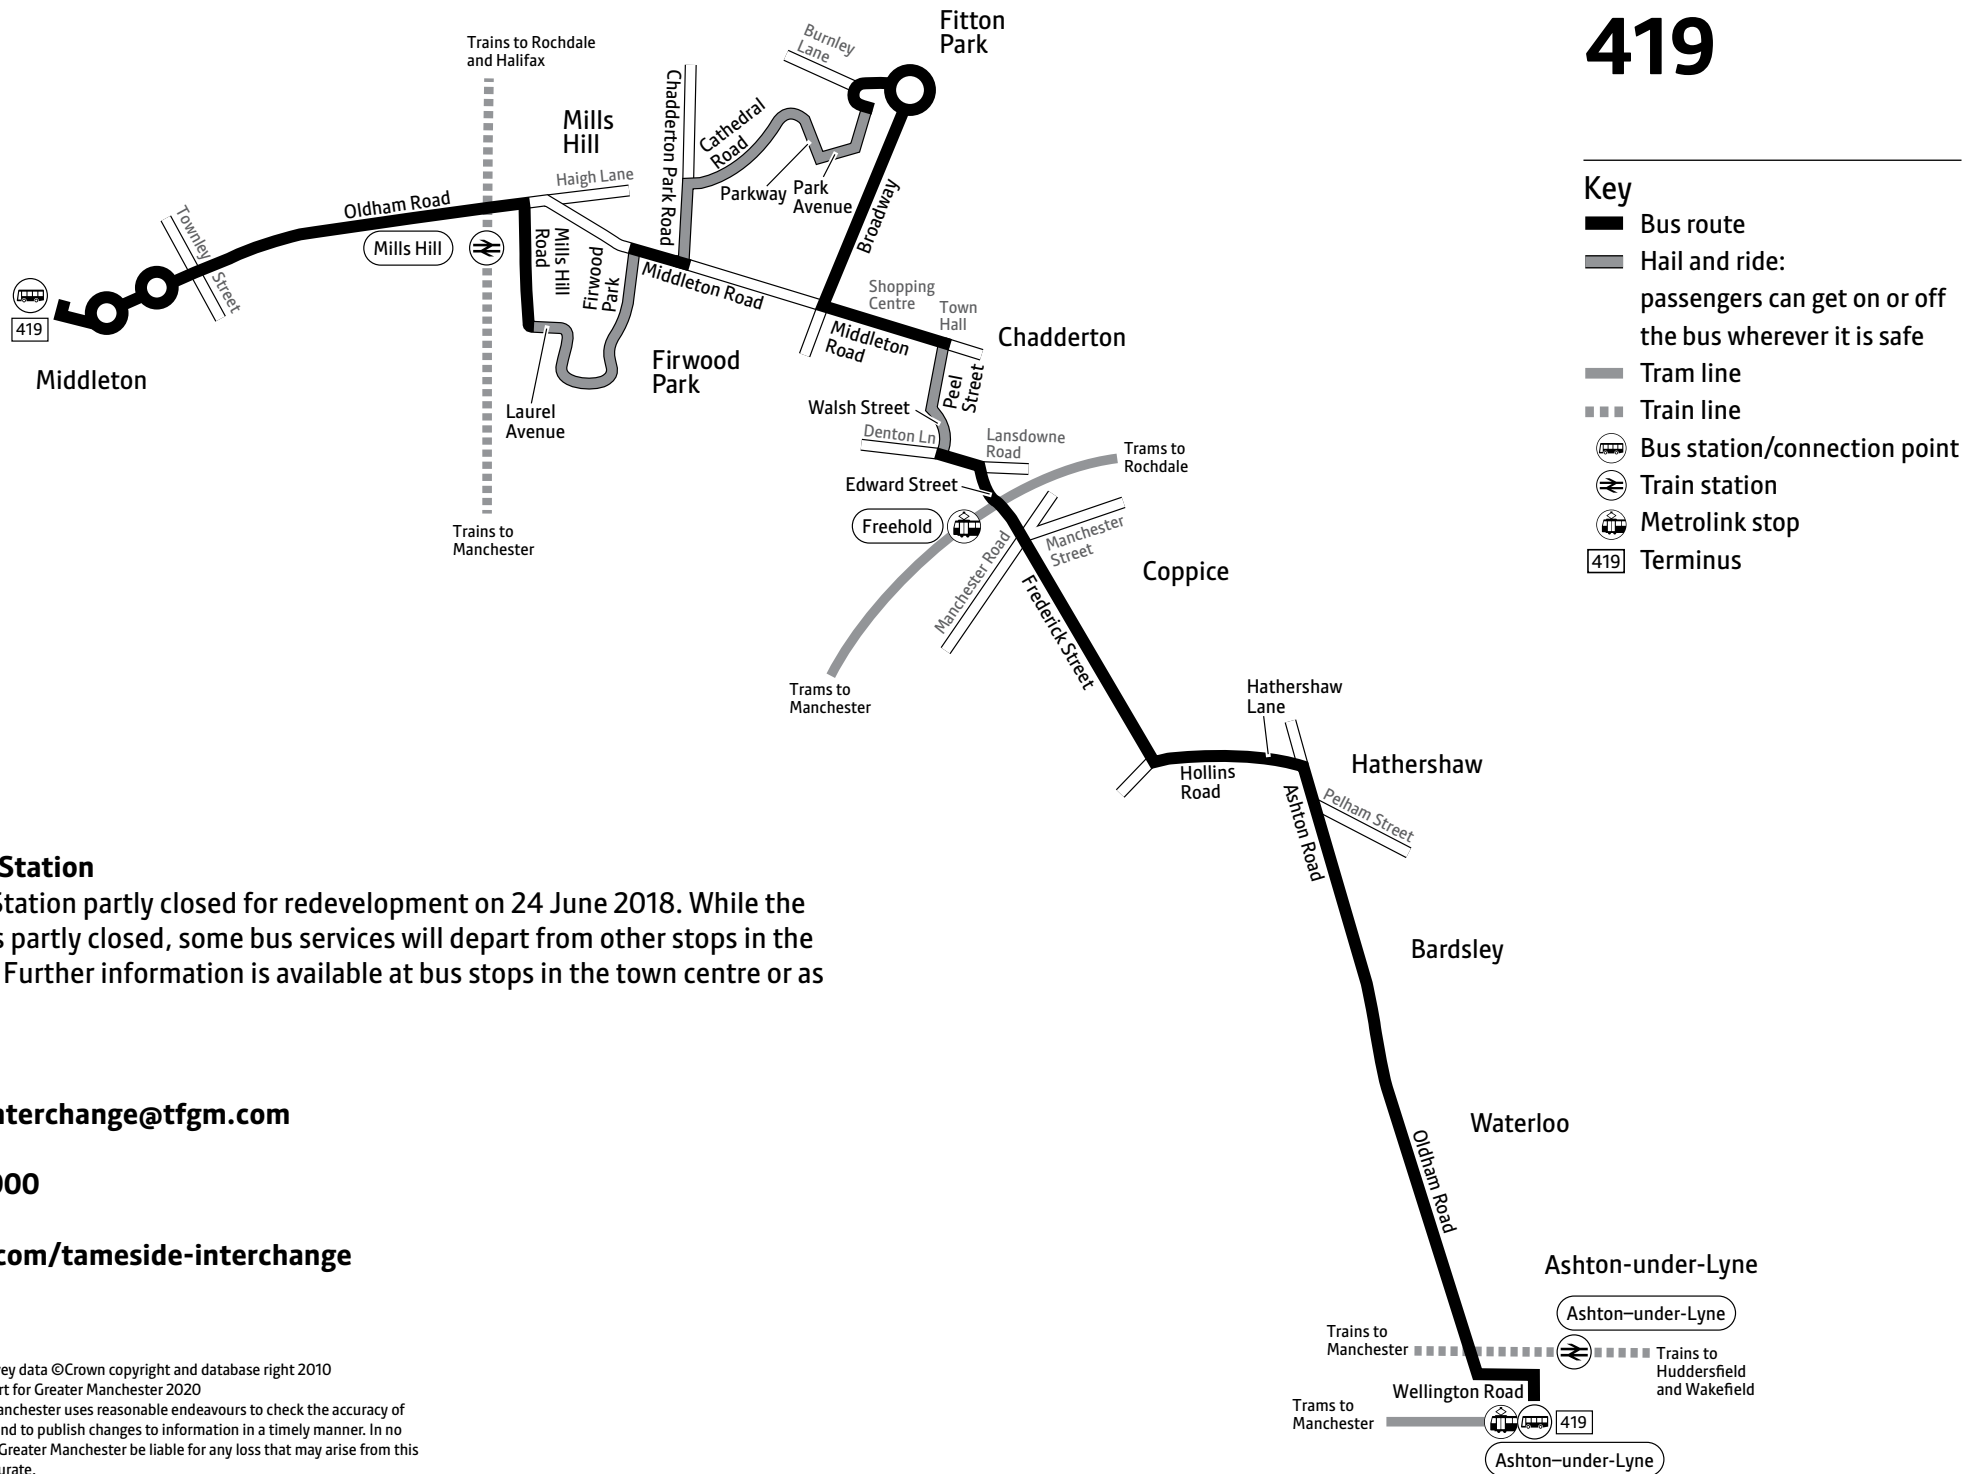 419
Key
Bus route
Hail and ride:
passengers can get on or off
the bus wherever it is safe
Tram line
Train line
Bus station/connection point
Train station
Metrolink stop
419 Terminus
Fitton
Park
Burnley
Lane
Trains to Rochdale
and Halifax
Mills
Hill
Haigh Lane
Chadderton Park Road
Cathedral
Road
Parkway
Park
Avenue
Broadway
Oldham Road
Townley
Street
Mills Hill
419
Middleton
Mills Hill
Road
Firwood
Park
Middleton Road
Laurel
Avenue
Firwood
Park
Trains to
Manchester
Shopping
Centre
Town
Hall
Middleton
Road
Chadderton
Peel
Street
Walsh Street
Denton Ln
Lansdowne
Road
Trams to
Rochdale
Edward Street
Freehold
Manchester Road
Manchester
Street
Coppice
Frederick Street
Trams to
Manchester
Hathershaw
Lane
Hollins
Road
Hathershaw
Ashton Road
Pelham Street
Bardsley
Waterloo
Oldham Road
Ashton-under-Lyne
Ashton–under-Lyne
Trains to
Manchester
Trains to
Huddersfield
and Wakefield
Wellington Road
Trams to
Manchester
419
Ashton–under-Lyne
Station
Station partly closed for redevelopment on 24 June 2018. While the
s partly closed, some bus services will depart from other stops in the
Further information is available at bus stops in the town centre or as
nterchange@tfgm.com
000
com/tameside-interchange
vey data ©Crown copyright and database right 2010
rt for Greater Manchester 2020
anchester uses reasonable endeavours to check the accuracy of
nd to publish changes to information in a timely manner. In no
Greater Manchester be liable for any loss that may arise from this
urate.